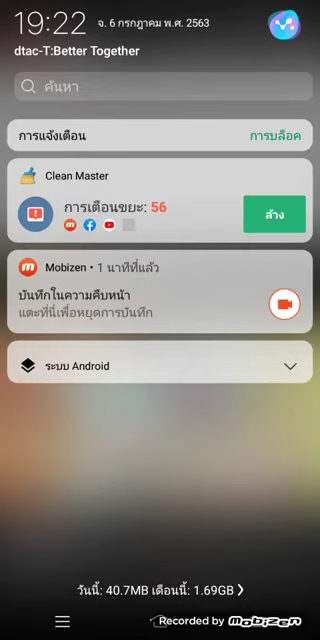 19:22 จ. 6 กรกฎาคม พ.ศ. 2563
dtac-T:Better Together
ค้นหา
การแจ้งเตือน การบล็อค
Clean Master
การเตือนขยะ: 56
ล้าง
Mobizen • 1 นาทีที่แล้ว
บันทึกในความคืบหน้า
แตะที่นี่เพื่อหยุดการบันทึก
ระบบ Android
วันนี้: 40.7MB เดือนนี้: 1.69GB
Recorded by mobizen